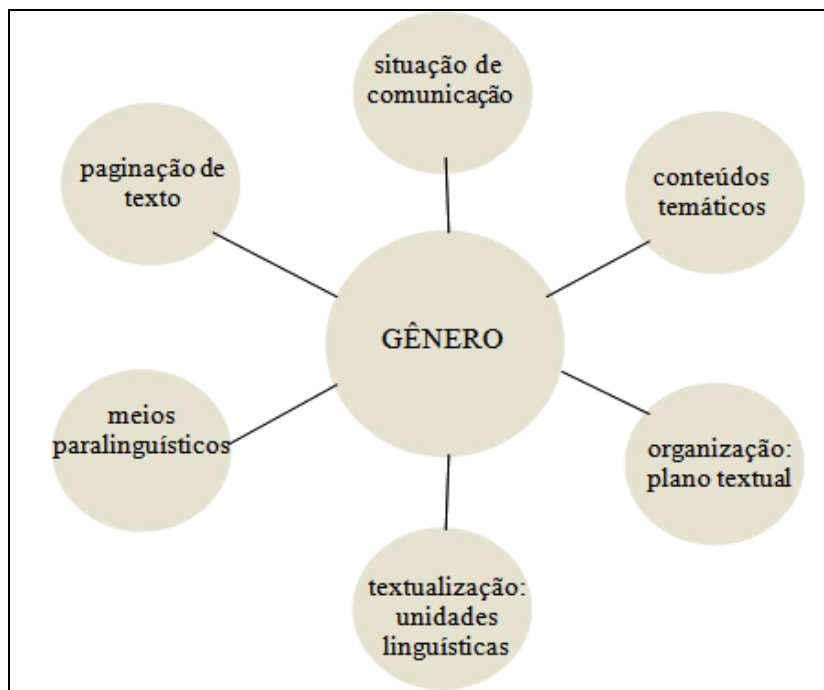 situação de
comunicação
paginação de
texto
conteúdos
temáticos
GÊNERO
meios
paralinguísticos
organização:
plano textual
textualização:
unidades
linguísticas